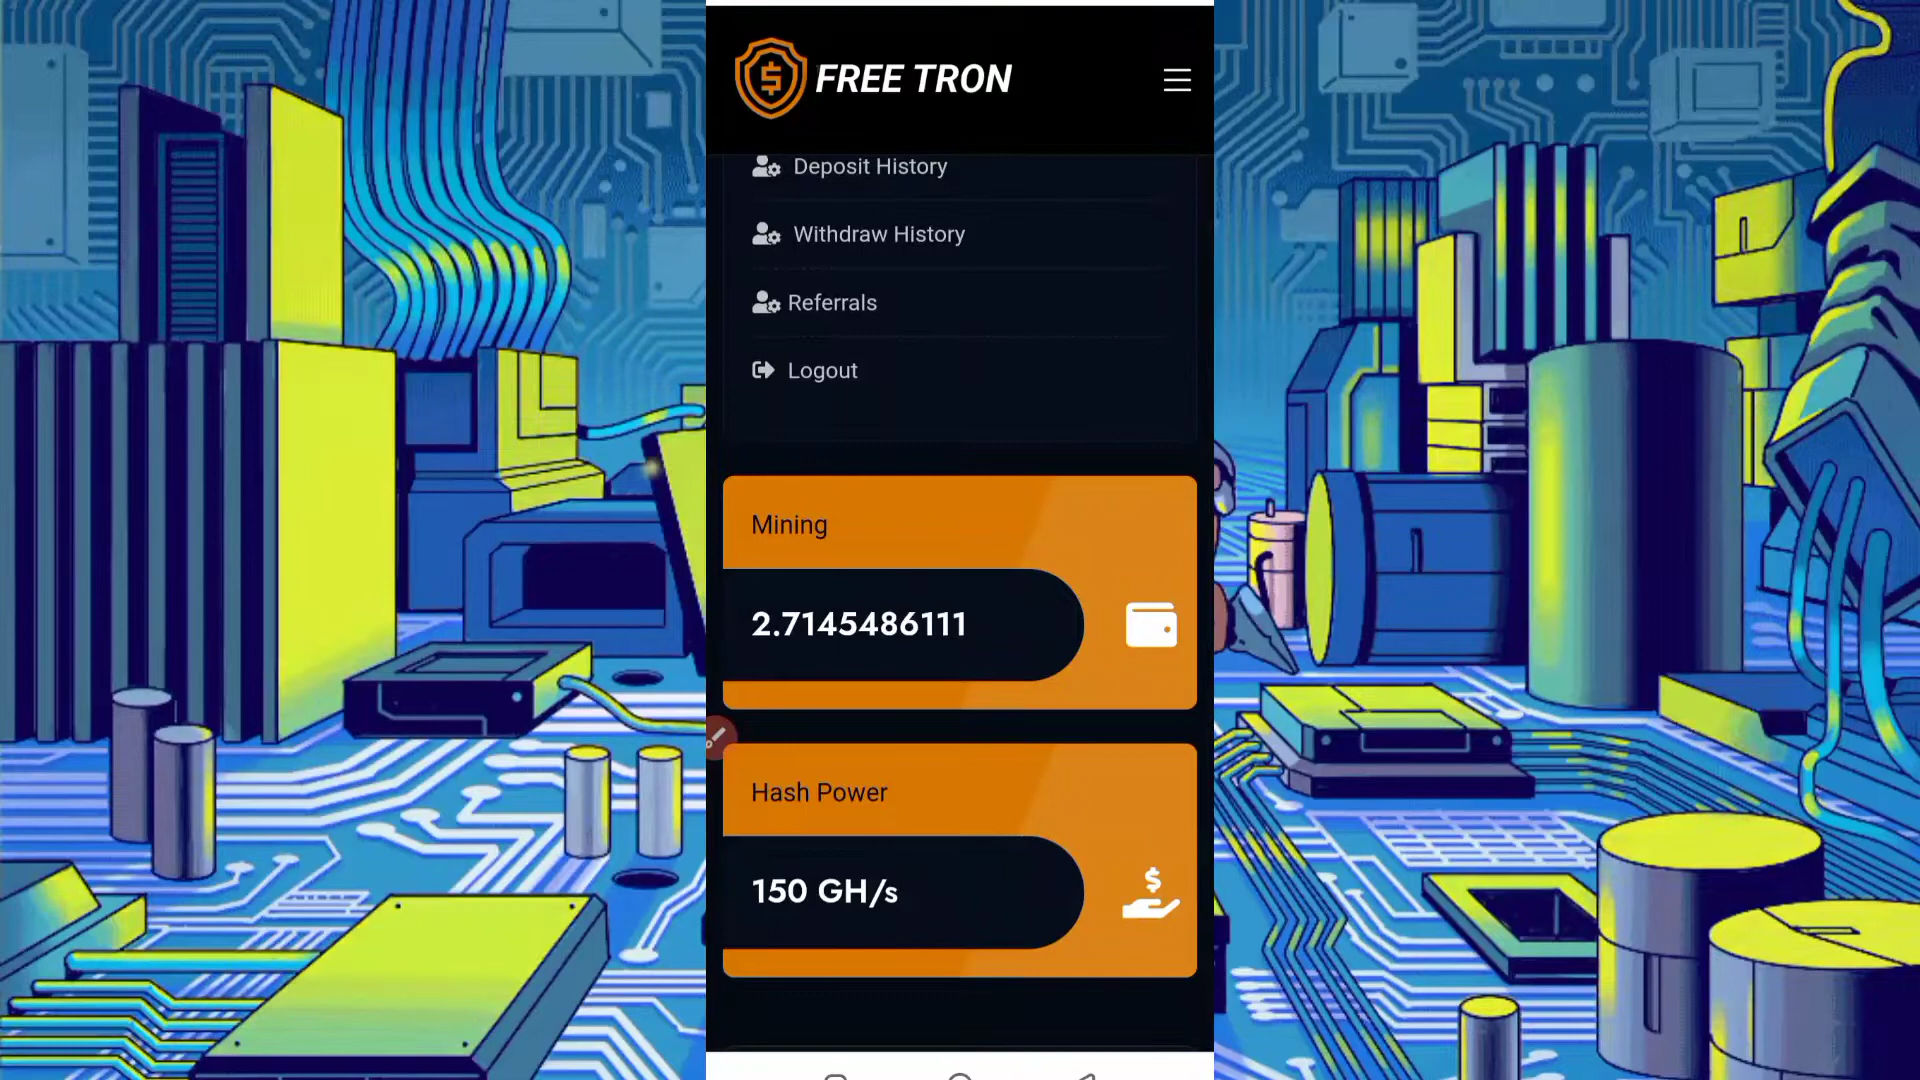 FREE TRON
Deposit History
Withdraw History
Referrals
Logout
Mining
2.7145486111
Hash Power
150 GH/s